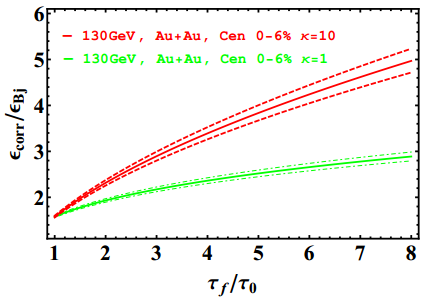 6
5
4
3
2
ϵcorr/ϵBj
130GeV, Au+Au, Cen 0-6% κ=10
130GeV, Au+Au, Cen 0-6% κ=1
1 2 3 4 5 6 7 8
τf/τ0